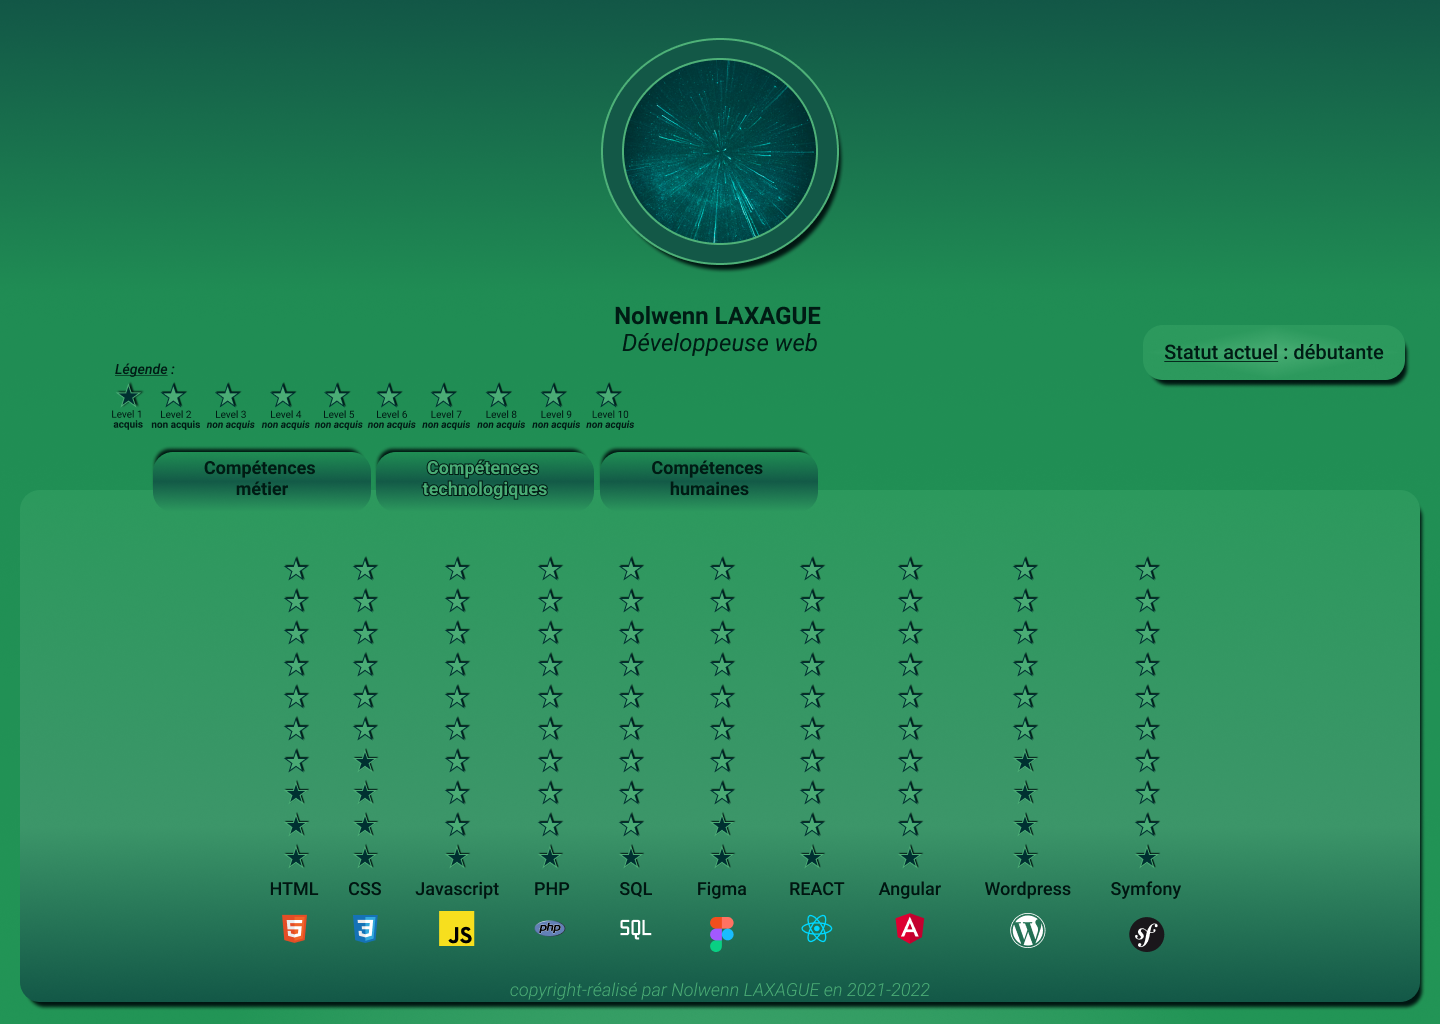 Nolwenn LAXAGUE
Développeuse web
Statut actuel : débutante
Légende :
Level 1 Level 2 Level 3 Level 4 Level 5 Level 6 Level 7 Level 8 Level 9 Level 10
acquis non acquis non acquis non acquis non acquis non acquis non acquis non acquis non acquis non acquis
Compétences
métier
Compétences
technologiques
Compétences
humaines
HTML CSS Javascript PHP SQL Figma REACT Angular Wordpress Symfony
5 3 JS php SQL A W sf
copyright-réalisé par Nolwenn LAXAGUE en 2021-2022